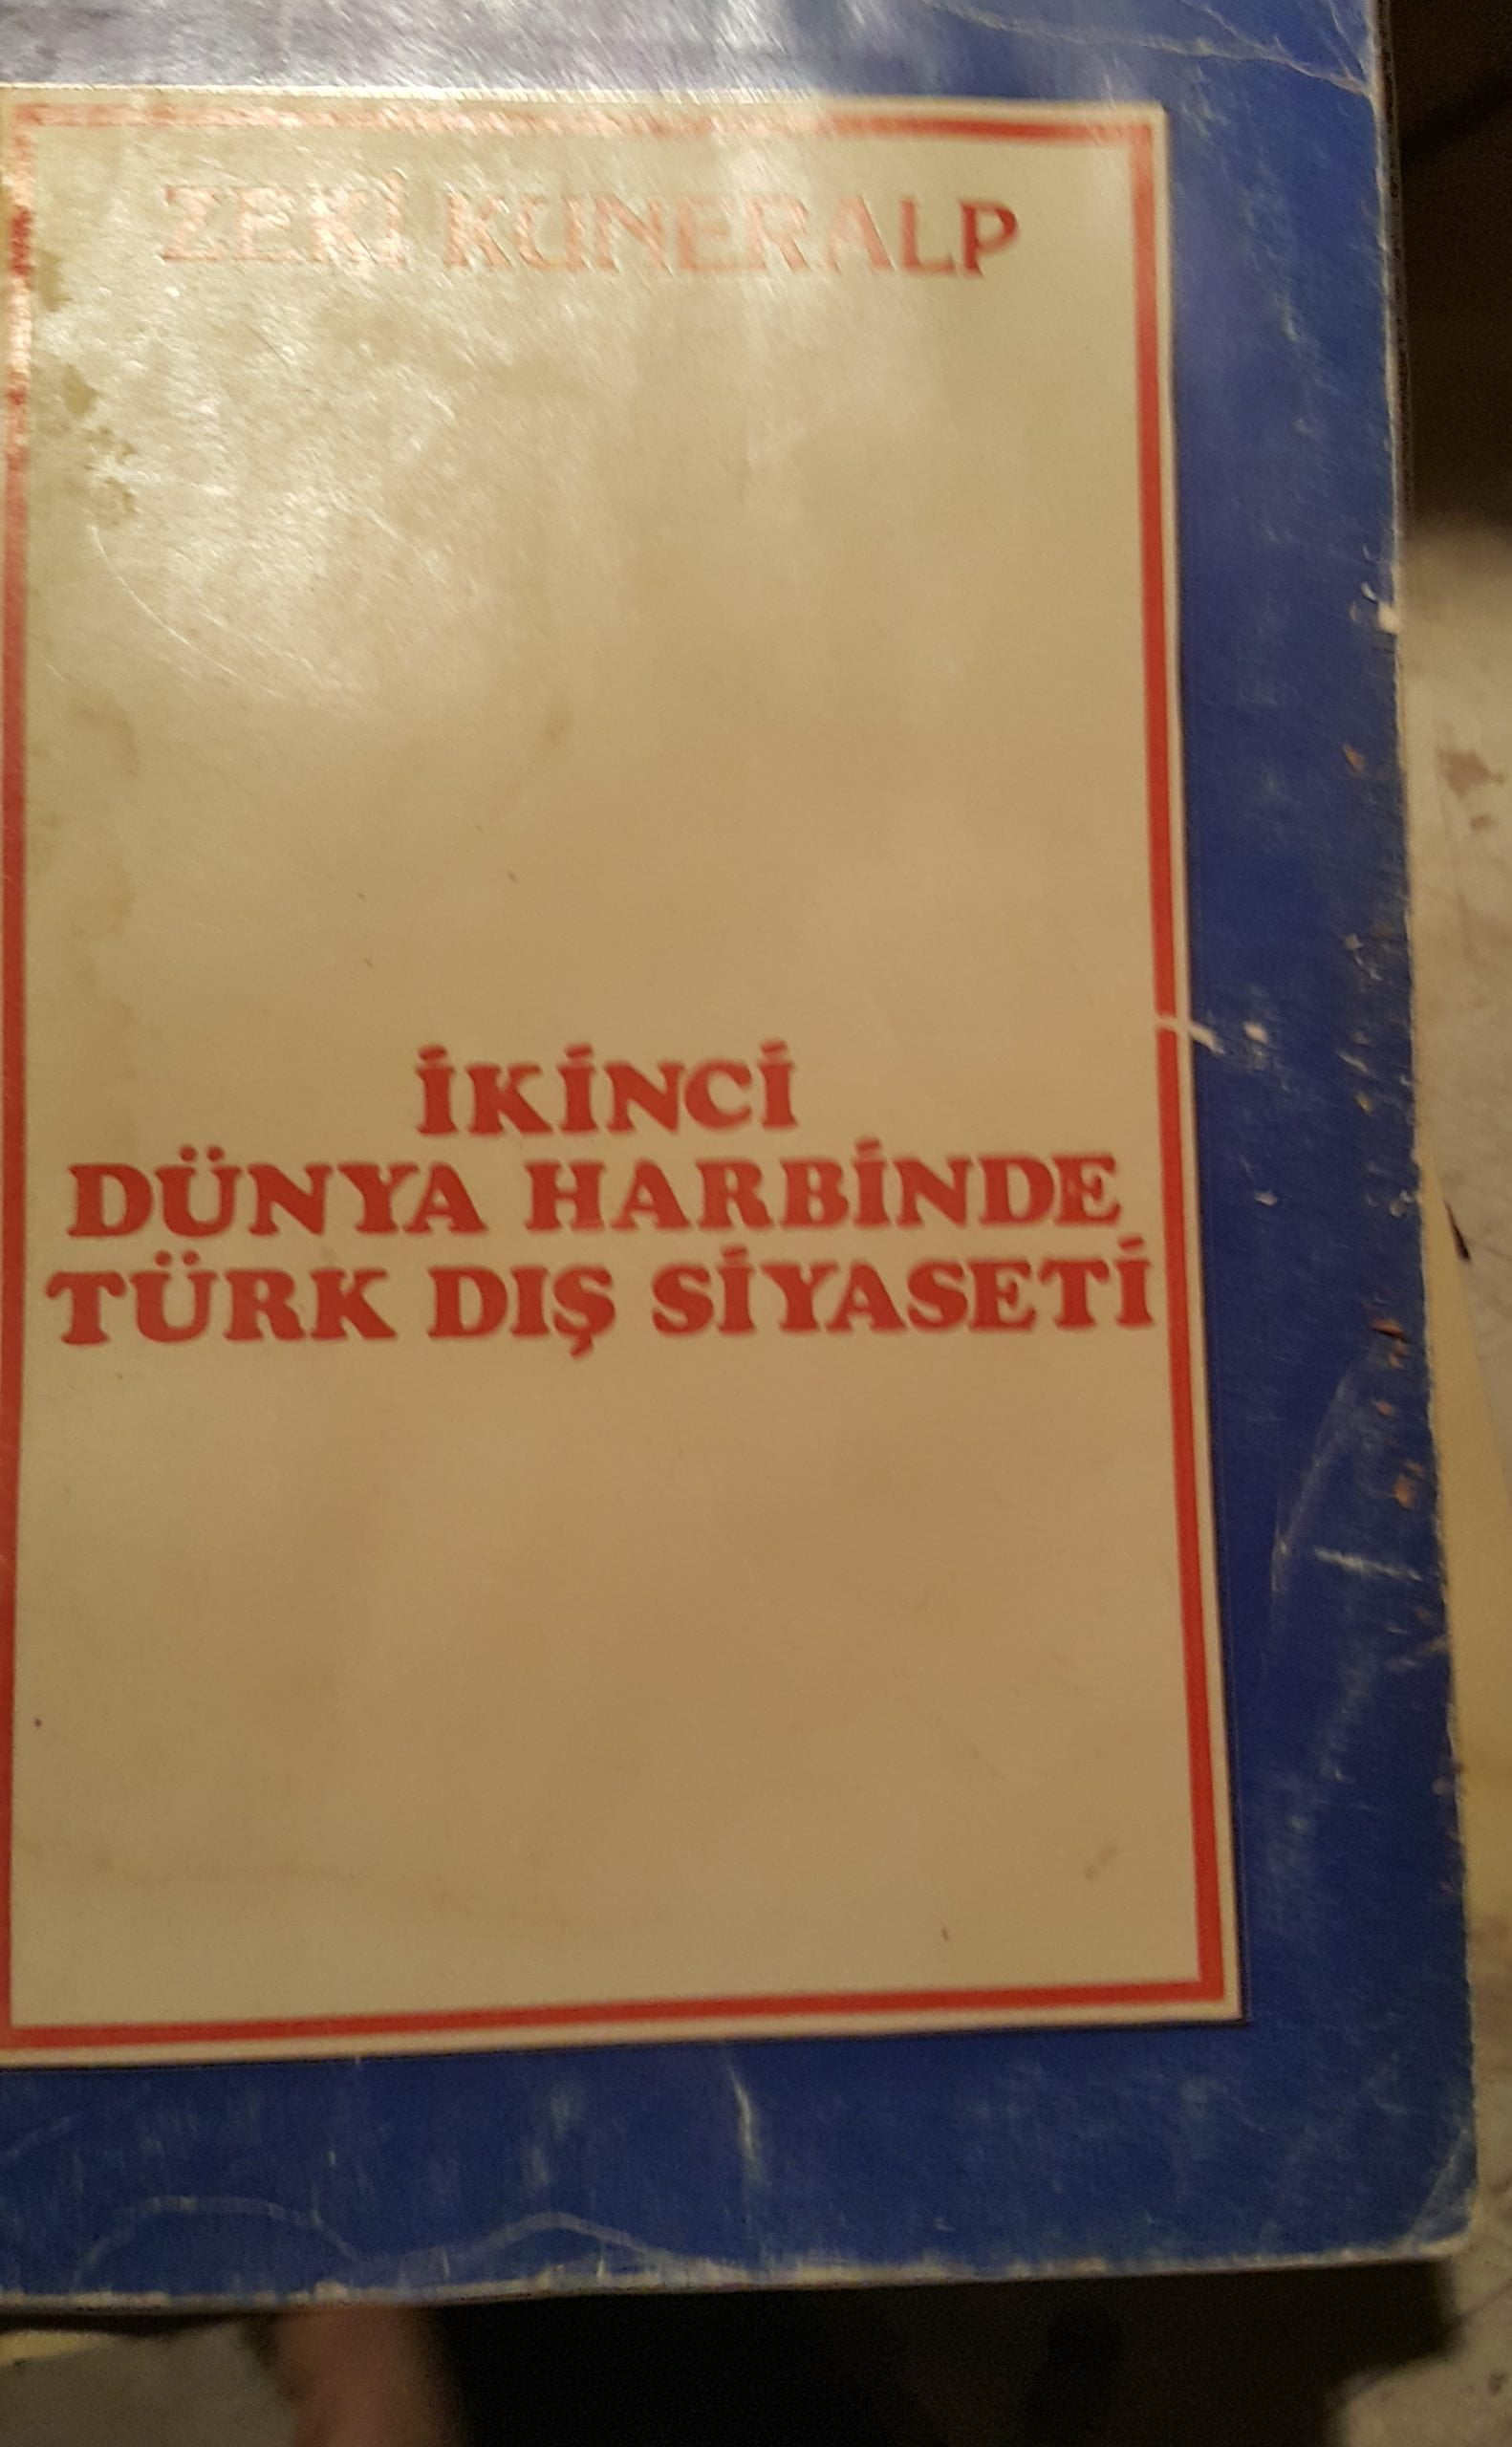 ZEKİ KUNERALP
İKİNCİ
DÜNYA HARBİNDE
TÜRK DIŞ SİYASETİ